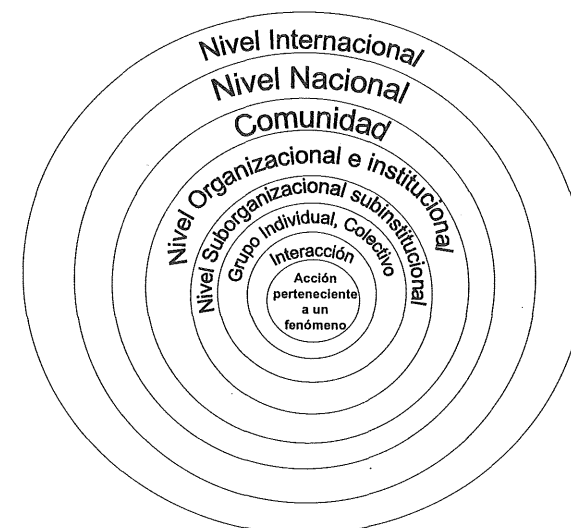 Nivel Internacional
Nivel Nacional
Comunidad
Nivel Organizacional e institucional
Nivel Suborganizacional subinstitucional
Grupo Individual, Colectivo
Interacción
Acción
perteneciente
a un
fenómeno